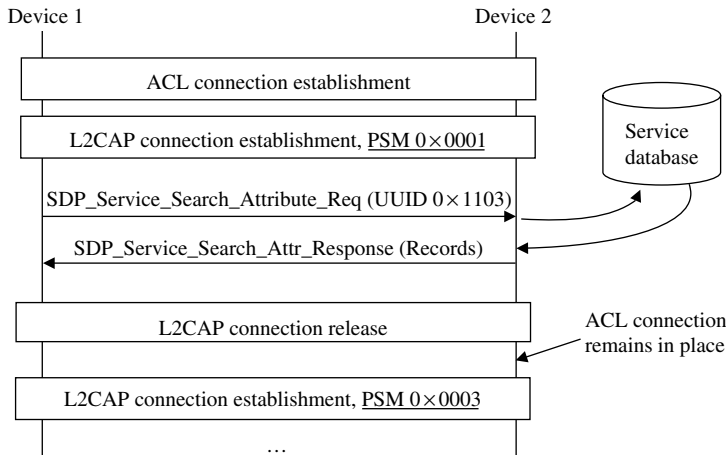 Device 1
Device 2
ACL connection establishment
L2CAP connection establishment, PSM 0×0001
Service
database
SDP_Service_Search_Attribute_Req (UUID 0×1103)
SDP_Service_Search_Attr_Response (Records)
L2CAP connection release
ACL connection
remains in place
L2CAP connection establishment, PSM 0×0003
…